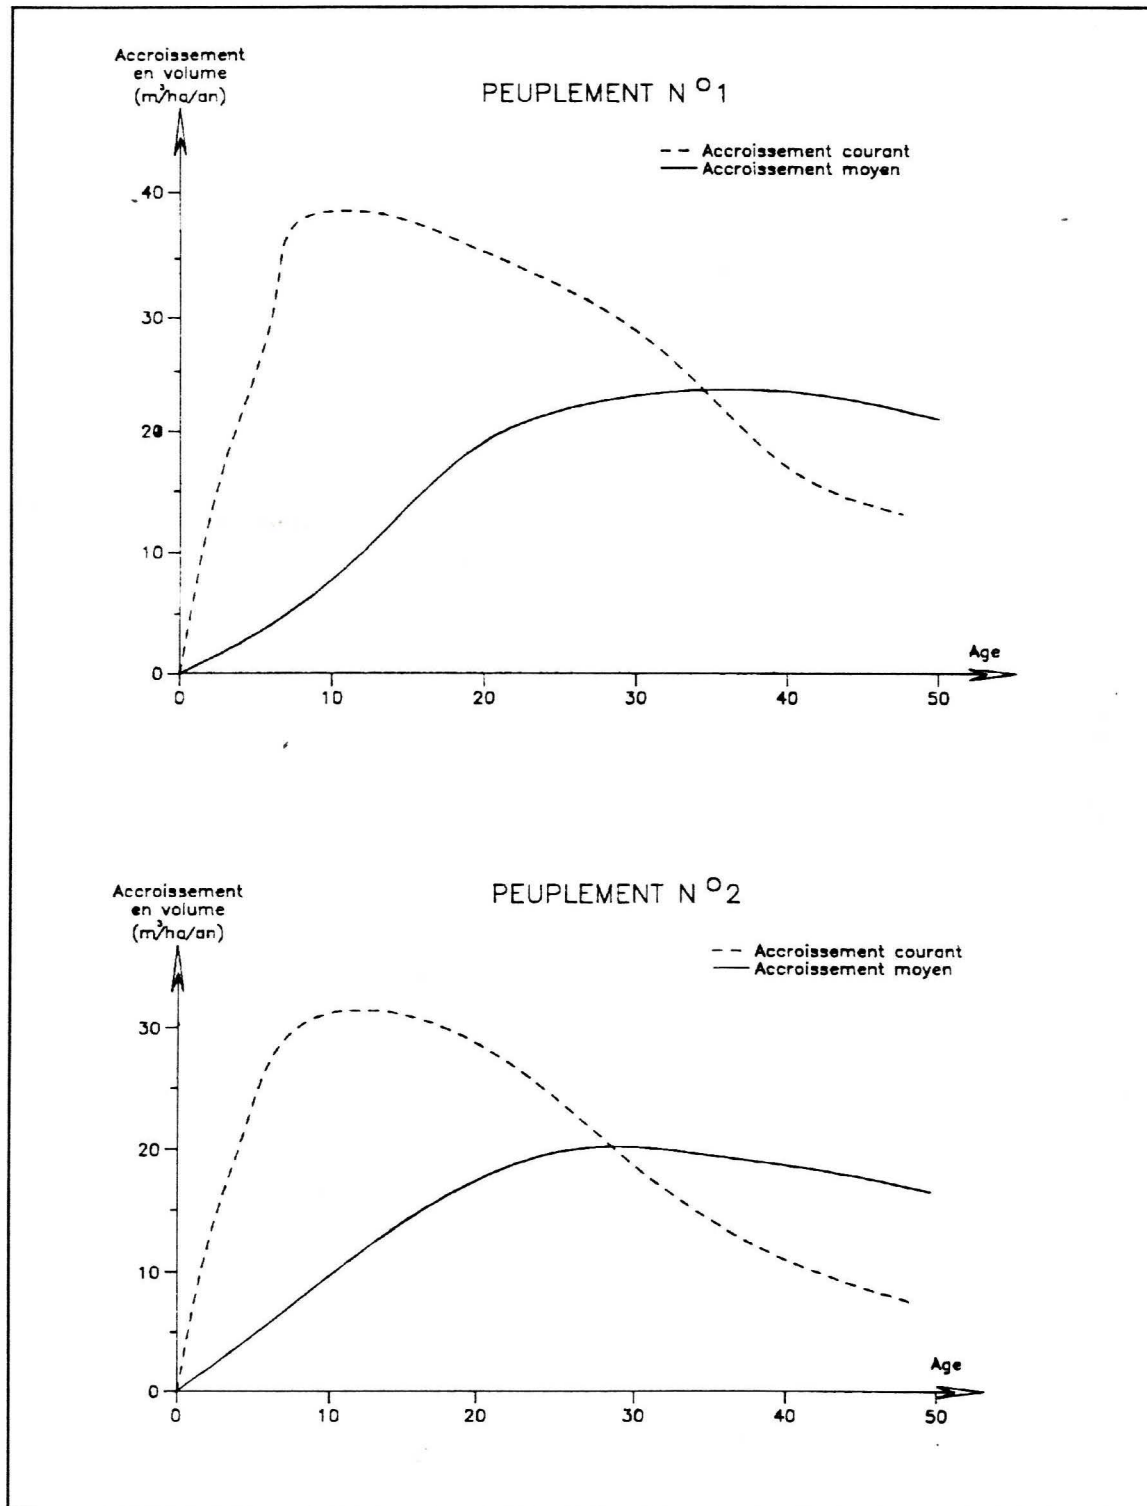 Accroissement
en volume
(m³/ha/an)
PEUPLEMENT N°1
Accroissement courant
Accroissement moyen
40
30
20
10
0
Age
0 10 20 30 40 50
Accroissement
en volume
(m³/ha/an)
PEUPLEMENT N°2
Accroissement courant
Accroissement moyen
30
20
10
0
Age
0 10 20 30 40 50